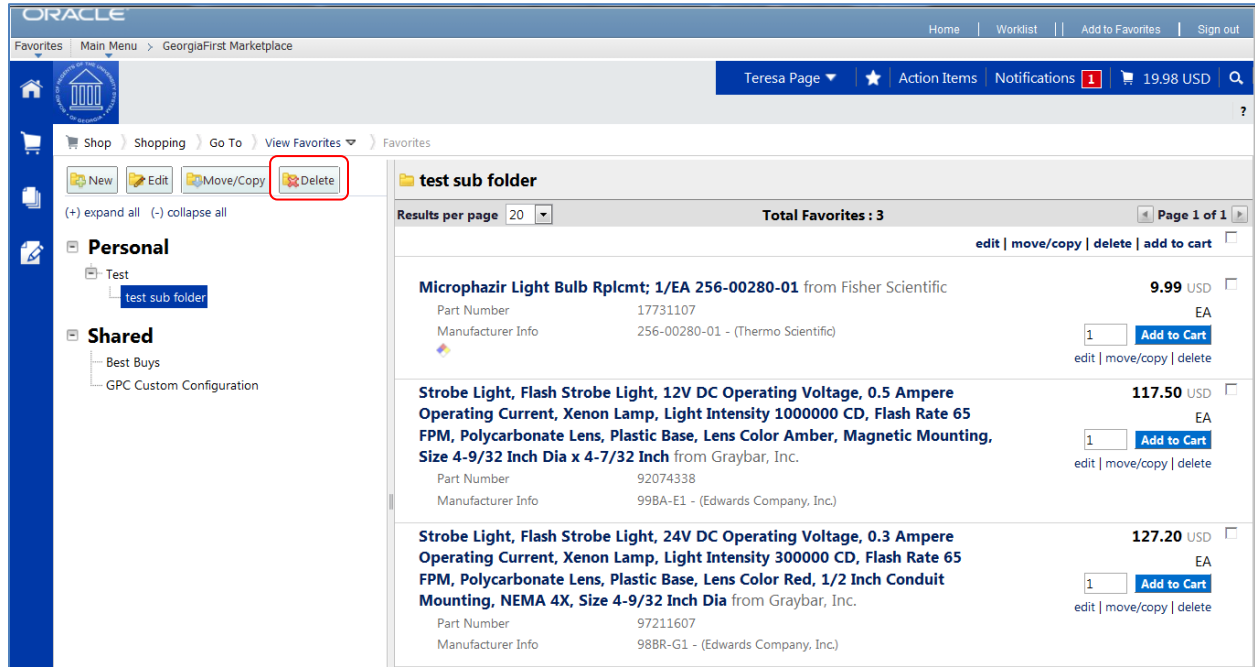 ORACLE
Home | Worklist || Add to Favorites | Sign out
Favorites Main Menu > GeorgiaFirst Marketplace
Teresa Page Action Items Notifications 1 19.98 USD
?
Shop Shopping Go To View Favorites Favorites
New Edit Move/Copy Delete
(+) expand all (-) collapse all
Personal
Test
test sub folder
Shared
Best Buys
GPC Custom Configuration
test sub folder
Results per page 20 Total Favorites : 3 Page 1 of 1
edit | move/copy | delete | add to cart
Microphazir Light Bulb Rplcmt; 1/EA 256-00280-01 from Fisher Scientific 9.99 USD
Part Number 17731107 EA
Manufacturer Info 256-00280-01 - (Thermo Scientific) 1 Add to Cart
edit | move/copy | delete
Strobe Light, Flash Strobe Light, 12V DC Operating Voltage, 0.5 Ampere 117.50 USD
Operating Current, Xenon Lamp, Light Intensity 1000000 CD, Flash Rate 65 EA
FPM, Polycarbonate Lens, Plastic Base, Lens Color Amber, Magnetic Mounting, 1 Add to Cart
Size 4-9/32 Inch Dia x 4-7/32 Inch from Graybar, Inc. edit | move/copy | delete
Part Number 92074338
Manufacturer Info 99BA-E1 - (Edwards Company, Inc.)
Strobe Light, Flash Strobe Light, 24V DC Operating Voltage, 0.3 Ampere 127.20 USD
Operating Current, Xenon Lamp, Light Intensity 300000 CD, Flash Rate 65 EA
FPM, Polycarbonate Lens, Plastic Base, Lens Color Red, 1/2 Inch Conduit 1 Add to Cart
Mounting, NEMA 4X, Size 4-9/32 Inch Dia from Graybar, Inc. edit | move/copy | delete
Part Number 97211607
Manufacturer Info 98BR-G1 - (Edwards Company, Inc.)